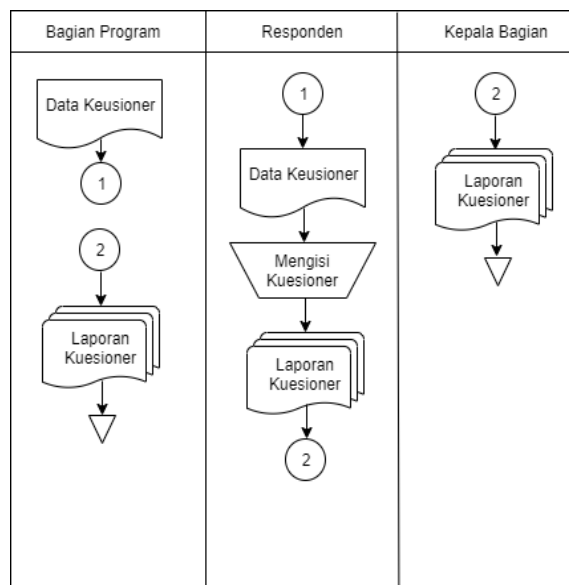 Bagian Program
Responden
Kepala Bagian
Data Keusioner
1
2
Laporan
Kuesioner
1
Data Keusioner
Mengisi
Kuesioner
Laporan
Kuesioner
2
2
Laporan
Kuesioner